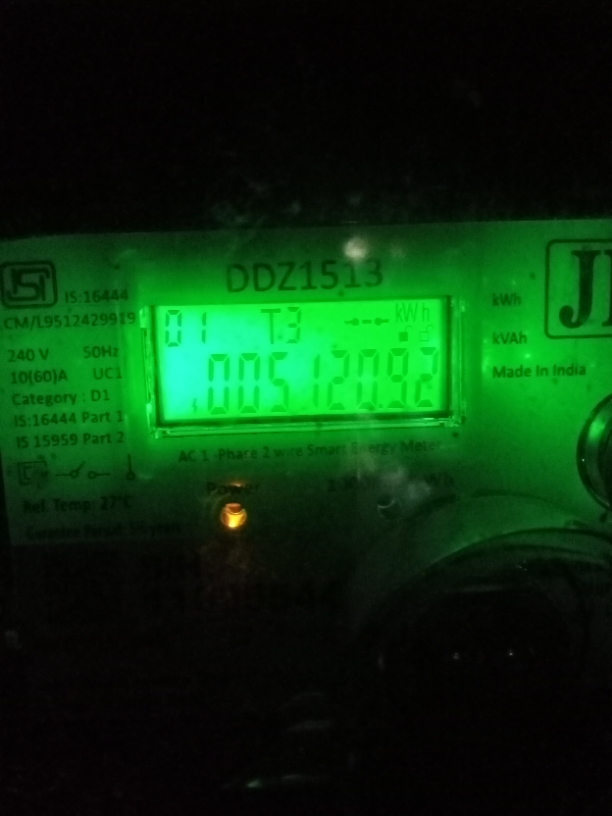 DDZ1513
IS:16444
CM/L9512429919
240 V 50Hz
10(60)A UC1
Category : D1
IS:16444 Part 1
IS 15959 Part 2
01 T3 kWh
005120.92
kWh
kVAh
Made In India
AC 1-Phase 2 wire Smart Energy Meter
Power
Ref. Temp: 27°C